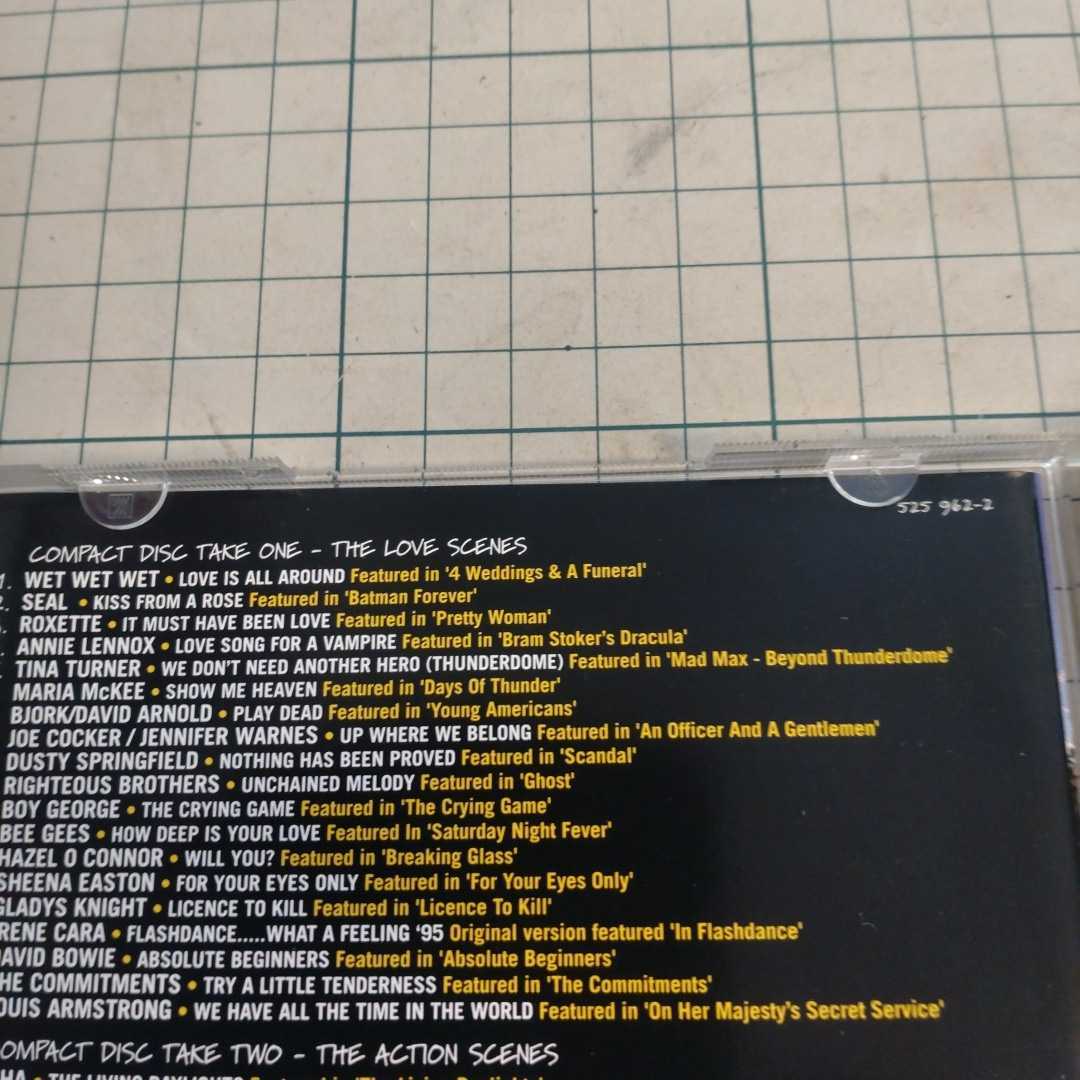 525 962-2
COMPACT DISC TAKE ONE - THE LOVE SCENES
1. WET WET WET • LOVE IS ALL AROUND Featured in '4 Weddings & A Funeral'
2. SEAL • KISS FROM A ROSE Featured in 'Batman Forever'
ROXETTE • IT MUST HAVE BEEN LOVE Featured in 'Pretty Woman'
ANNIE LENNOX • LOVE SONG FOR A VAMPIRE Featured in 'Bram Stoker's Dracula'
TINA TURNER • WE DON'T NEED ANOTHER HERO (THUNDERDOME) Featured in 'Mad Max - Beyond Thunderdome'
MARIA McKEE • SHOW ME HEAVEN Featured in 'Days Of Thunder'
BJORK/DAVID ARNOLD • PLAY DEAD Featured in 'Young Americans'
JOE COCKER / JENNIFER WARNES • UP WHERE WE BELONG Featured in 'An Officer And A Gentlemen'
DUSTY SPRINGFIELD • NOTHING HAS BEEN PROVED Featured in 'Scandal'
RIGHTEOUS BROTHERS • UNCHAINED MELODY Featured in 'Ghost'
BOY GEORGE • THE CRYING GAME Featured in 'The Crying Game'
BEE GEES • HOW DEEP IS YOUR LOVE Featured In 'Saturday Night Fever'
HAZEL O CONNOR • WILL YOU? Featured in 'Breaking Glass'
SHEENA EASTON • FOR YOUR EYES ONLY Featured in 'For Your Eyes Only'
GLADYS KNIGHT • LICENCE TO KILL Featured in 'Licence To Kill'
RENE CARA • FLASHDANCE.....WHAT A FEELING '95 Original version featured 'In Flashdance'
DAVID BOWIE • ABSOLUTE BEGINNERS Featured in 'Absolute Beginners'
HE COMMITMENTS • TRY A LITTLE TENDERNESS Featured in 'The Commitments'
OUIS ARMSTRONG • WE HAVE ALL THE TIME IN THE WORLD Featured in 'On Her Majesty's Secret Service'
OMPACT DISC TAKE TWO - THE ACTION SCENES
HA • THE LIVING DAYLIGHTS Featured in 'The Living Daylights'